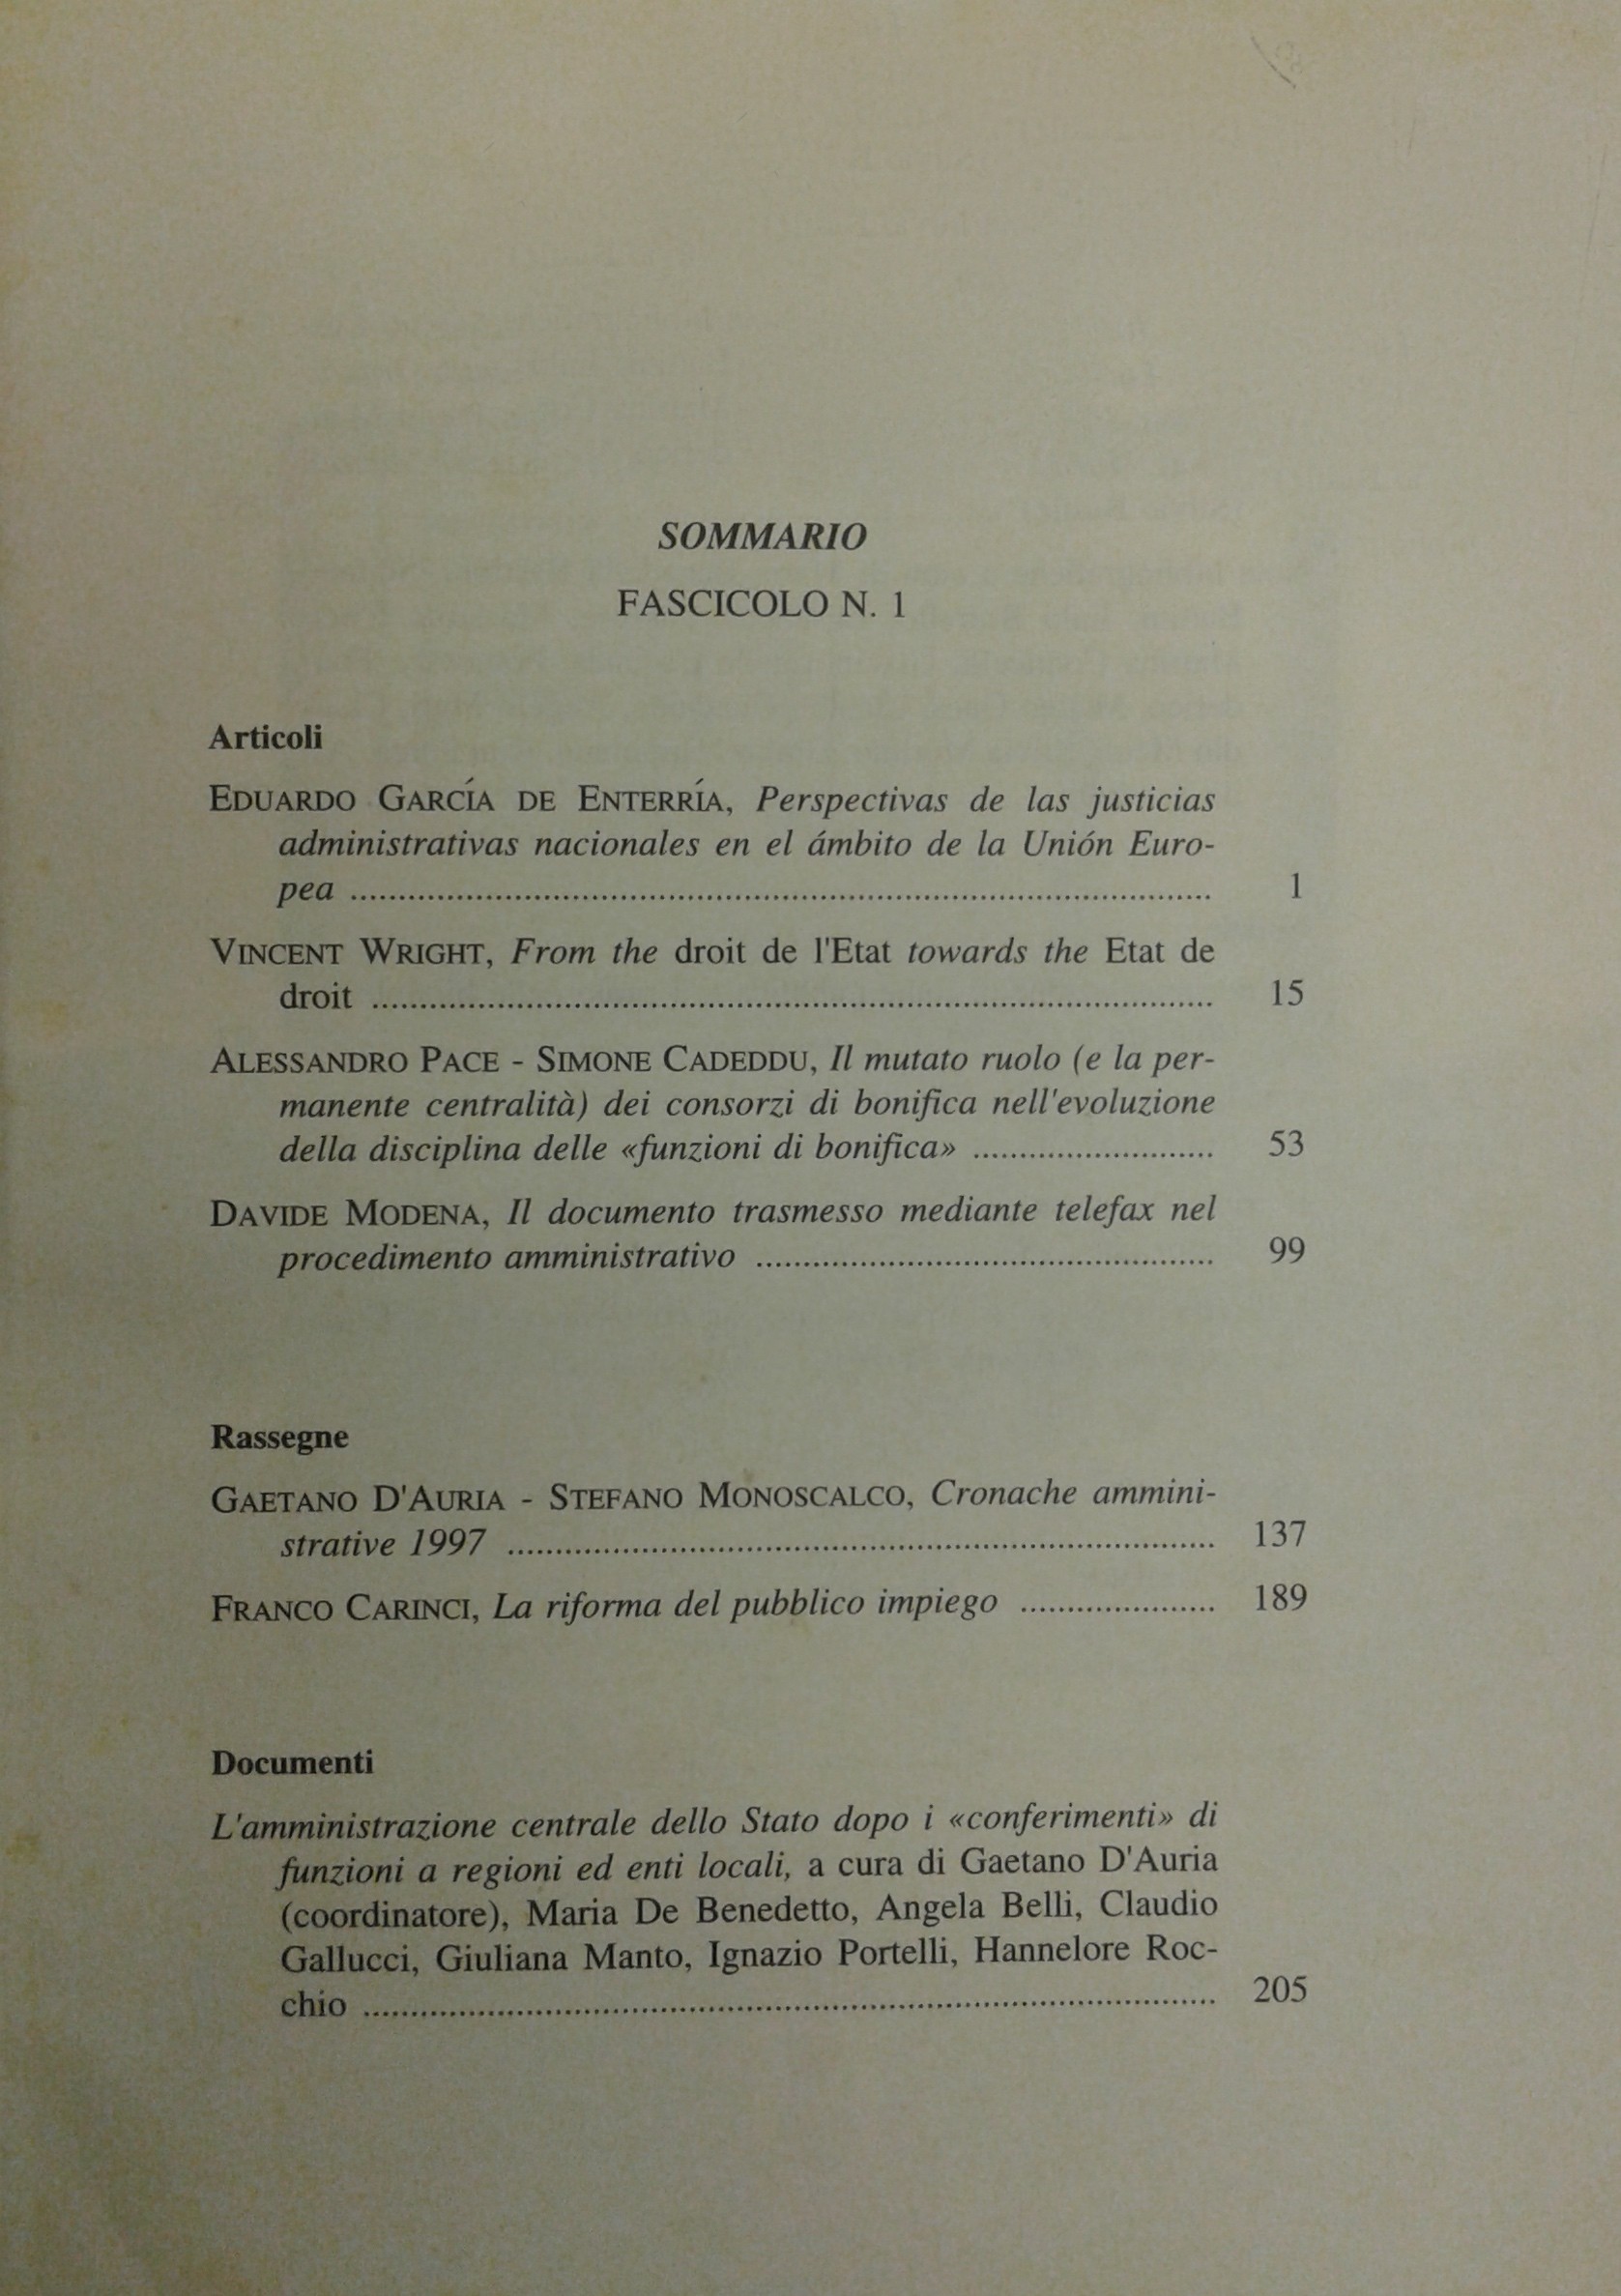 SOMMARIO
FASCICOLO N. 1
Articoli
EDUARDO GARCÍA DE ENTERRÍA, Perspectivas de las justicias
administrativas nacionales en el ámbito de la Unión Euro-
pea ........................................................................................ 1
VINCENT WRIGHT, From the droit de l'Etat towards the Etat de
droit ...................................................................................... 15
ALESSANDRO PACE - SIMONE CADEDDU, Il mutato ruolo (e la per-
manente centralità) dei consorzi di bonifica nell'evoluzione
della disciplina delle «funzioni di bonifica» ......................... 53
DAVIDE MODENA, Il documento trasmesso mediante telefax nel
procedimento amministrativo ............................................... 99
Rassegne
GAETANO D'AURIA - STEFANO MONOSCALCO, Cronache ammini-
strative 1997 ......................................................................... 137
FRANCO CARINCI, La riforma del pubblico impiego .................... 189
Documenti
L'amministrazione centrale dello Stato dopo i «conferimenti» di
funzioni a regioni ed enti locali, a cura di Gaetano D'Auria
(coordinatore), Maria De Benedetto, Angela Belli, Claudio
Gallucci, Giuliana Manto, Ignazio Portelli, Hannelore Roc-
chio ....................................................................................... 205